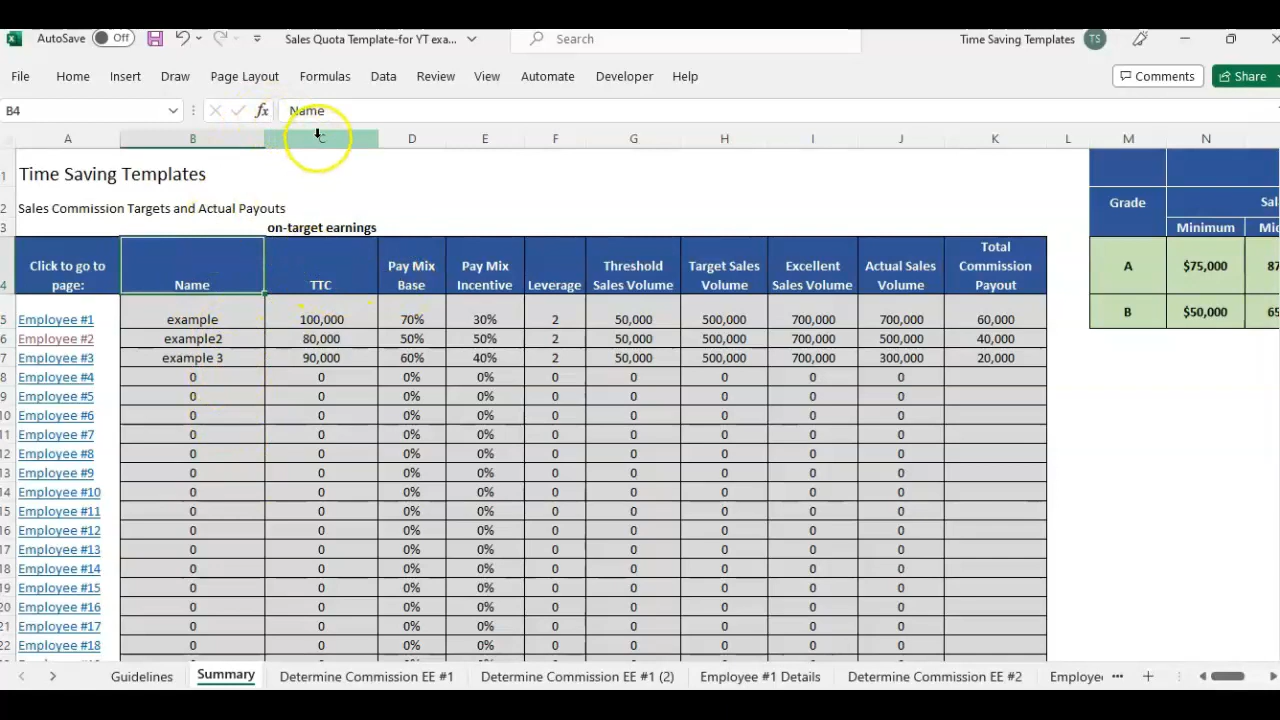 AutoSave Off Sales Quota Template-for YT exa... Search Time Saving Templates TS
File Home Insert Draw Page Layout Formulas Data Review View Automate Developer Help Comments Share
B4 fx Name
A B C D E F G H I J K L M N
1 Time Saving Templates
2 Sales Commission Targets and Actual Payouts Grade Sal
3 on-target earnings Minimum Mid
4 Click to go to page: Name TTC Pay Mix Base Pay Mix Incentive Leverage Threshold Sales Volume Target Sales Volume Excellent Sales Volume Actual Sales Volume Total Commission Payout A $75,000 87
5 Employee #1 example 100,000 70% 30% 2 50,000 500,000 700,000 700,000 60,000 B $50,000 65
6 Employee #2 example2 80,000 50% 50% 2 50,000 500,000 700,000 500,000 40,000
7 Employee #3 example 3 90,000 60% 40% 2 50,000 500,000 700,000 300,000 20,000
8 Employee #4 0 0 0% 0% 0 0 0 0 0
9 Employee #5 0 0 0% 0% 0 0 0 0 0
10 Employee #6 0 0 0% 0% 0 0 0 0 0
11 Employee #7 0 0 0% 0% 0 0 0 0 0
12 Employee #8 0 0 0% 0% 0 0 0 0 0
13 Employee #9 0 0 0% 0% 0 0 0 0 0
14 Employee #10 0 0 0% 0% 0 0 0 0 0
15 Employee #11 0 0 0% 0% 0 0 0 0 0
16 Employee #12 0 0 0% 0% 0 0 0 0 0
17 Employee #13 0 0 0% 0% 0 0 0 0 0
18 Employee #14 0 0 0% 0% 0 0 0 0 0
19 Employee #15 0 0 0% 0% 0 0 0 0 0
20 Employee #16 0 0 0% 0% 0 0 0 0 0
21 Employee #17 0 0 0% 0% 0 0 0 0 0
22 Employee #18 0 0 0% 0% 0 0 0 0 0
Guidelines Summary Determine Commission EE #1 Determine Commission EE #1 (2) Employee #1 Details Determine Commission EE #2 Employe